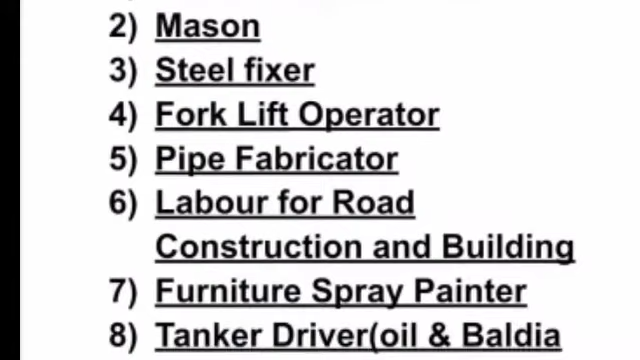 2) Mason
3) Steel fixer
4) Fork Lift Operator
5) Pipe Fabricator
6) Labour for Road
Construction and Building
7) Furniture Spray Painter
8) Tanker Driver(oil & Baldia